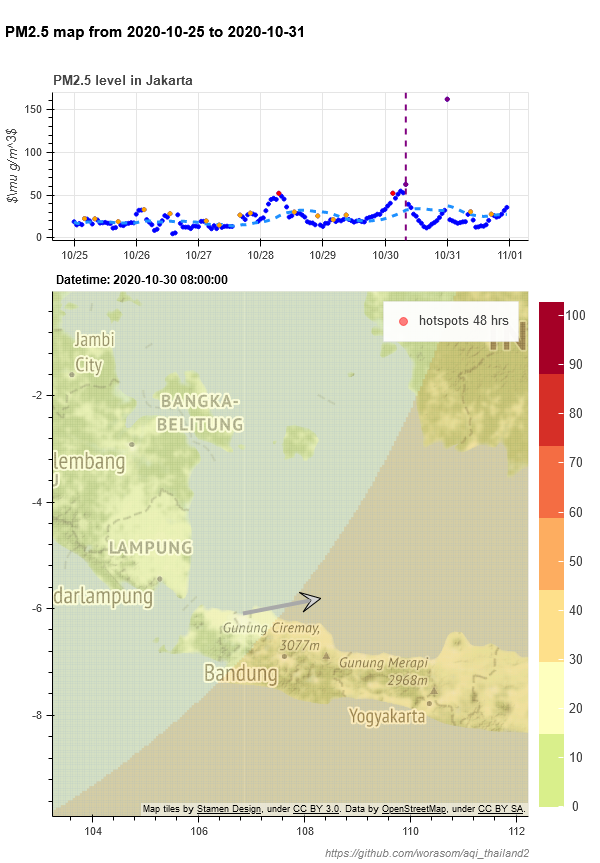 PM2.5 map from 2020-10-25 to 2020-10-31
PM2.5 level in Jakarta
$\mu g/m^3$
150
100
50
0
10/25 10/26 10/27 10/28 10/29 10/30 10/31 11/01
Datetime: 2020-10-30 08:00:00
hotspots 48 hrs
IN
Jambi
City
BANGKA-
BELITUNG
lembang
LAMPUNG
darlampung
Gunung Ciremay,
3077m
Bandung
Gunung Merapi
2968m
Yogyakarta
-2
-4
-6
-8
104 106 108 110 112
100
90
80
70
60
50
40
30
20
10
0
Map tiles by Stamen Design, under CC BY 3.0. Data by OpenStreetMap, under CC BY SA.
https://github.com/worasom/aqi_thailand2